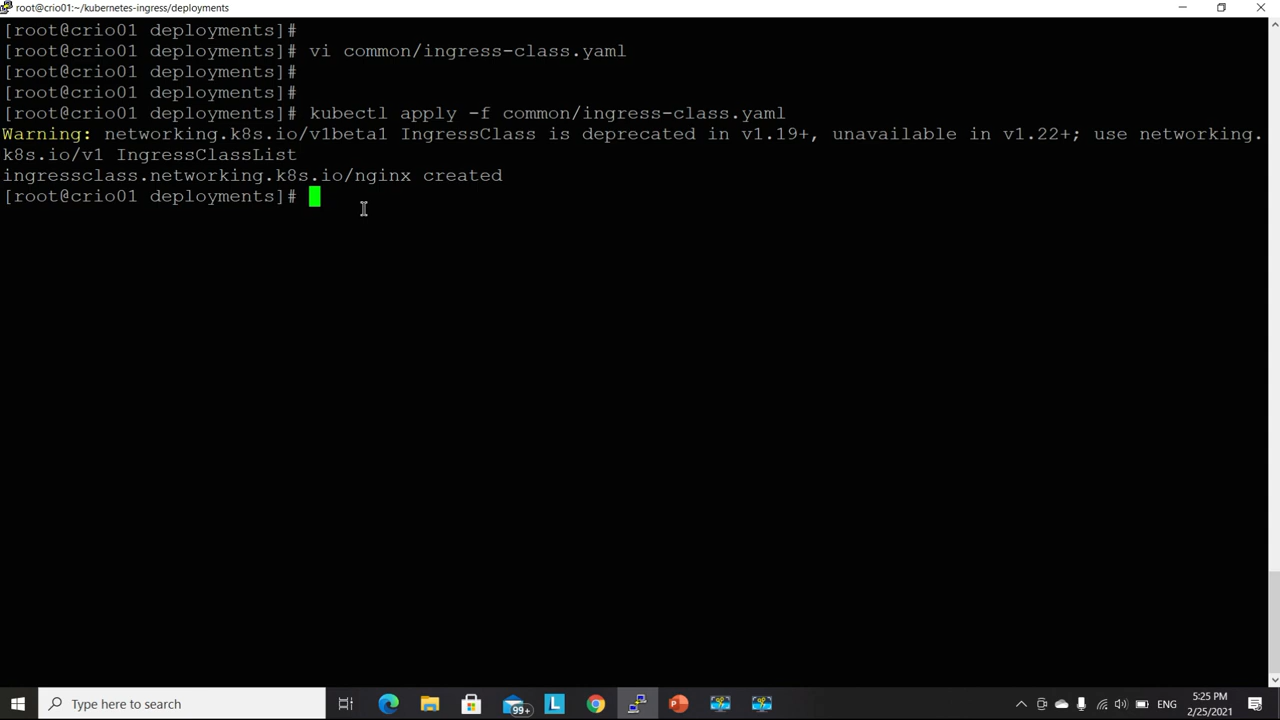 root@crio01:~/kubernetes-ingress/deployments
[root@crio01 deployments]#
[root@crio01 deployments]# vi common/ingress-class.yaml
[root@crio01 deployments]#
[root@crio01 deployments]#
[root@crio01 deployments]# kubectl apply -f common/ingress-class.yaml
Warning: networking.k8s.io/v1beta1 IngressClass is deprecated in v1.19+, unavailable in v1.22+; use networking.
k8s.io/v1 IngressClassList
ingressclass.networking.k8s.io/nginx created
[root@crio01 deployments]#
Type here to search
L
99+
P
ENG
5:25 PM
2/25/2021